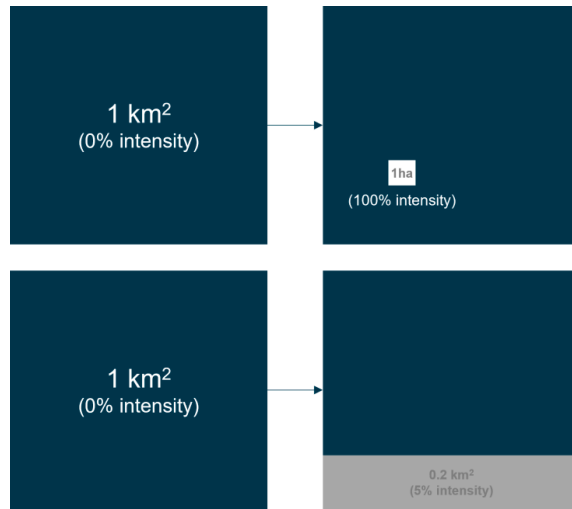 1 km²
(0% intensity)
1ha
(100% intensity)
1 km²
(0% intensity)
0.2 km²
(5% intensity)